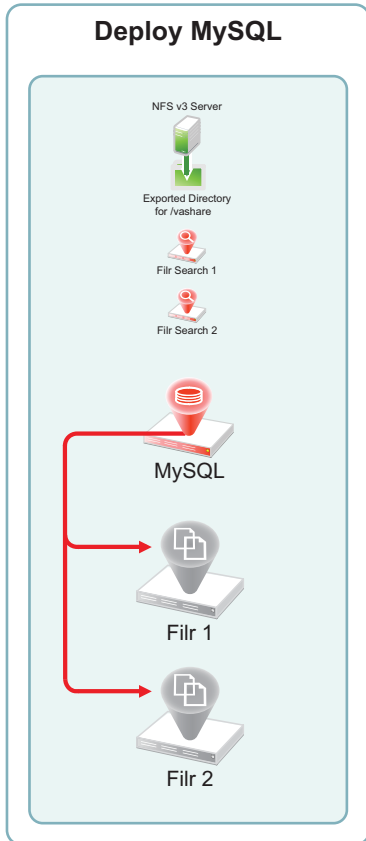 Deploy MySQL
NFS v3 Server
Exported Directory
for /vashare
Filr Search 1
Filr Search 2
MySQL
Filr 1
Filr 2